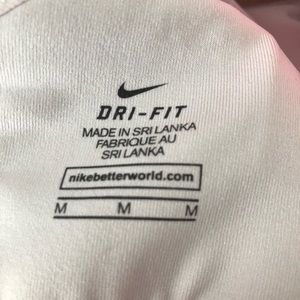 DRI-FIT
MADE IN SRI LANKA
FABRIQUE AU
SRI LANKA
nikebetterworld.com
M M M